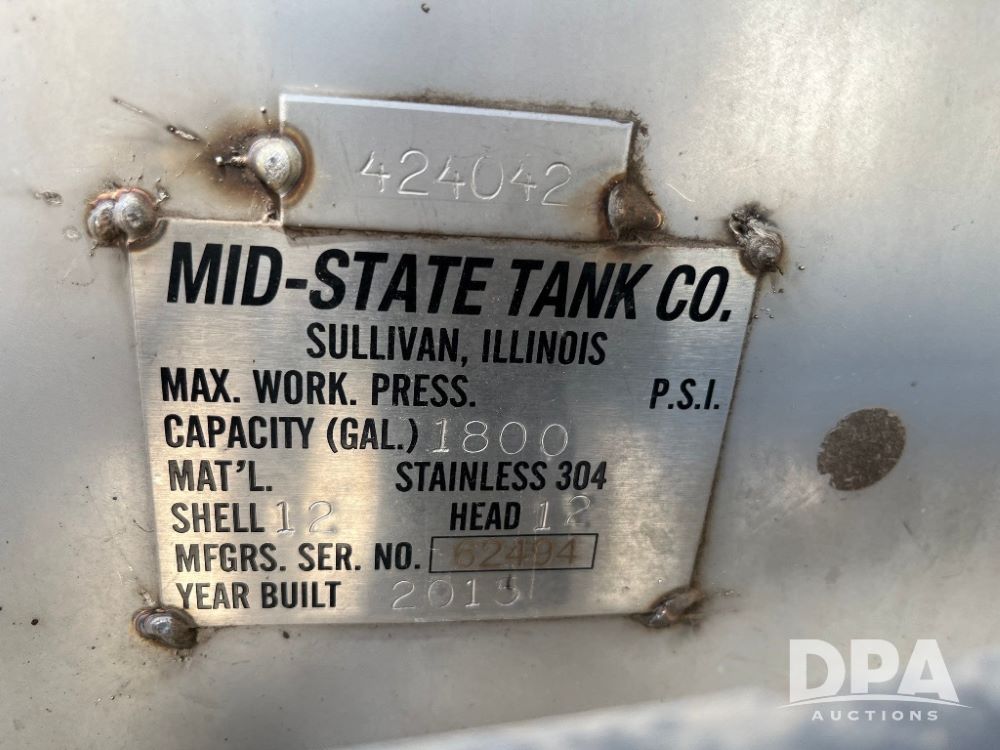 424042
MID-STATE TANK CO.
SULLIVAN, ILLINOIS
MAX. WORK. PRESS. P.S.I.
CAPACITY (GAL.) 1800
MAT'L. STAINLESS 304
SHELL 12 HEAD 12
MFGRS. SER. NO. 62494
YEAR BUILT 2015
DPA
AUCTIONS